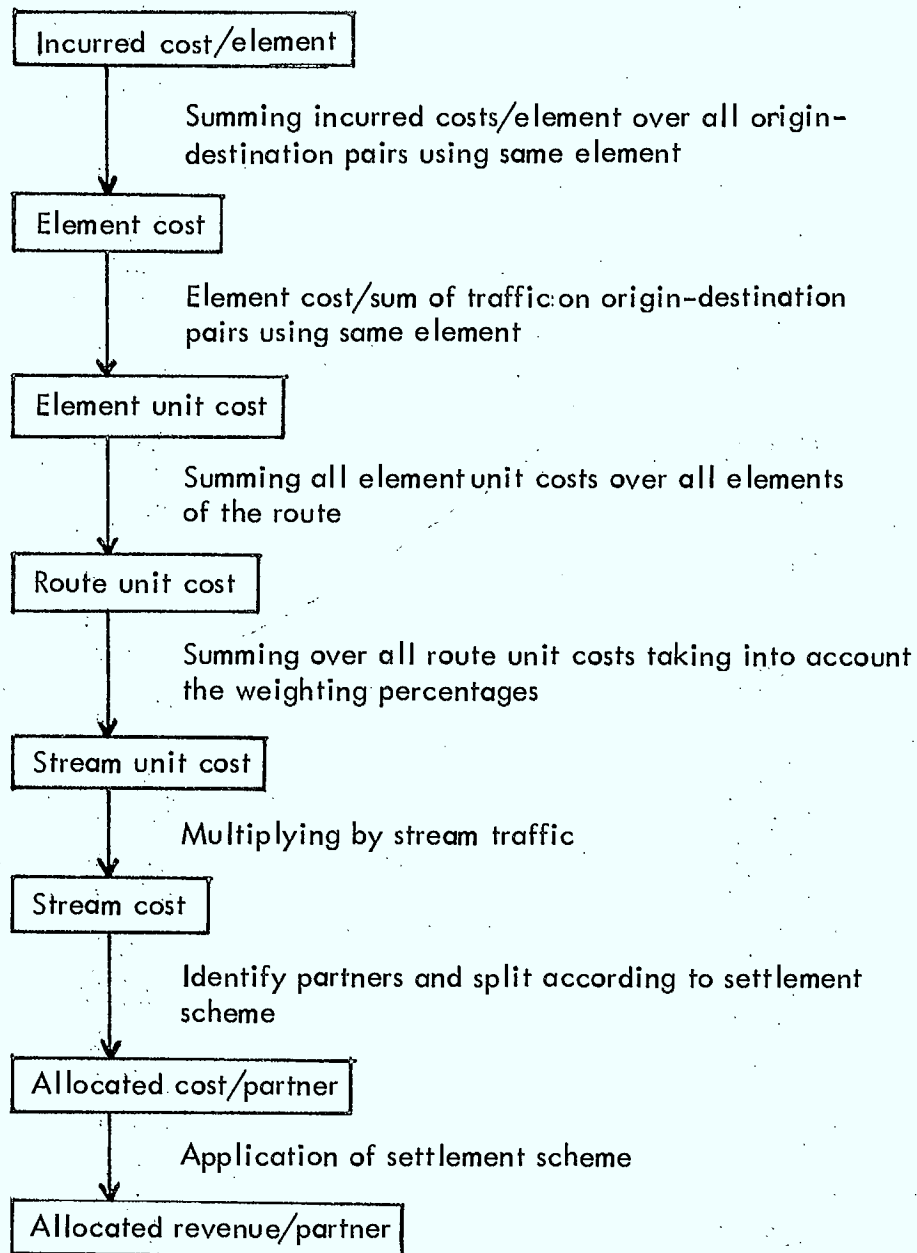 Incurred cost/element
Summing incurred costs/element over all origin-
destination pairs using same element
Element cost
Element cost/sum of traffic on origin-destination
pairs using same element
Element unit cost
Summing all element unit costs over all elements
of the route
Route unit cost
Summing over all route unit costs taking into account
the weighting percentages
Stream unit cost
Multiplying by stream traffic
Stream cost
Identify partners and split according to settlement
scheme
Allocated cost/partner
Application of settlement scheme
Allocated revenue/partner